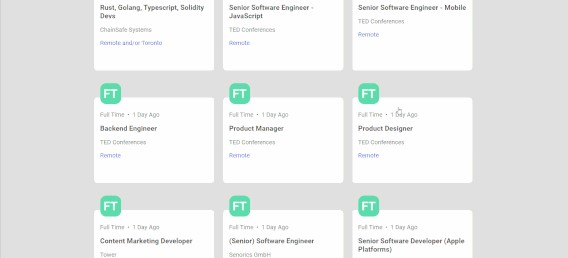 Rust, Golang, Typescript, Solidity
Devs
ChainSafe Systems
Remote and/or Toronto
Senior Software Engineer -
JavaScript
TED Conferences
Remote
Senior Software Engineer - Mobile
TED Conferences
Remote
FT
Full Time • 1 Day Ago
Backend Engineer
TED Conferences
Remote
FT
Full Time • 1 Day Ago
Product Manager
TED Conferences
Remote
FT
Full Time • 1 Day Ago
Product Designer
TED Conferences
Remote
FT
Full Time • 1 Day Ago
Content Marketing Developer
Tower
FT
Full Time • 1 Day Ago
(Senior) Software Engineer
Senorics GmbH
FT
Full Time • 1 Day Ago
Senior Software Developer (Apple
Platforms)